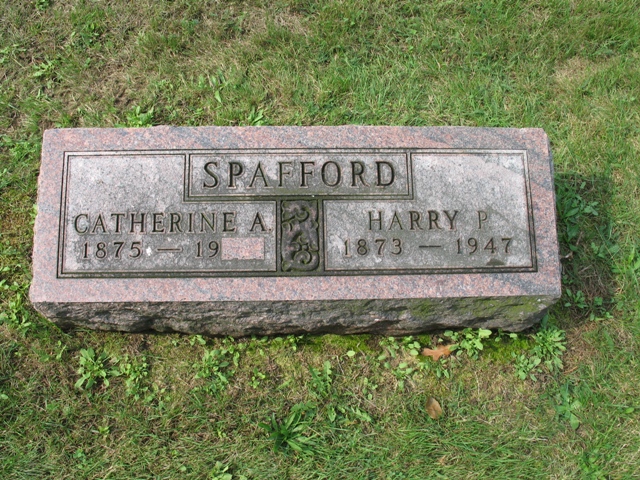 SPAFFORD
CATHERINE A.
1875 — 19
HARRY P.
1873 — 1947